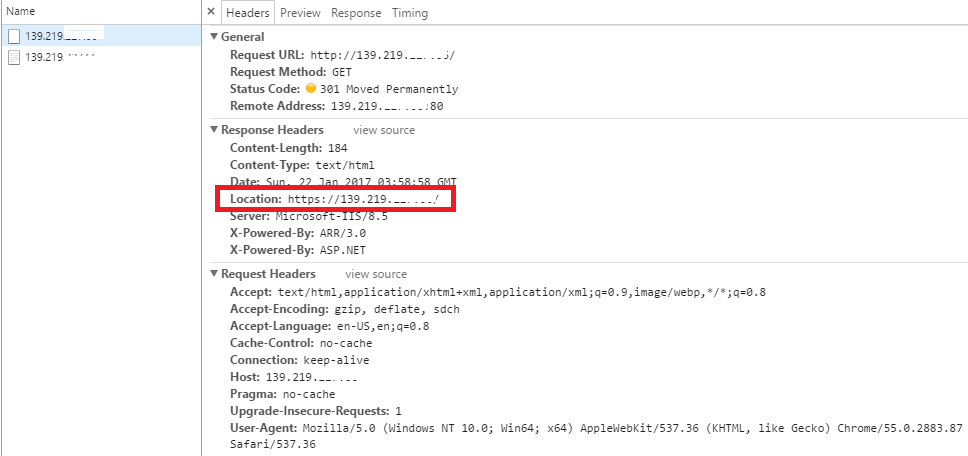 Name
139.219.
139.219.
× Headers Preview Response Timing
General
Request URL: http://139.219. /
Request Method: GET
Status Code: 301 Moved Permanently
Remote Address: 139.219. :80
Response Headers view source
Content-Length: 184
Content-Type: text/html
Date: Sun, 22 Jan 2017 03:58:58 GMT
Location: https://139.219. /
Server: Microsoft-IIS/8.5
X-Powered-By: ARR/3.0
X-Powered-By: ASP.NET
Request Headers view source
Accept: text/html,application/xhtml+xml,application/xml;q=0.9,image/webp,*/*;q=0.8
Accept-Encoding: gzip, deflate, sdch
Accept-Language: en-US,en;q=0.8
Cache-Control: no-cache
Connection: keep-alive
Host: 139.219.
Pragma: no-cache
Upgrade-Insecure-Requests: 1
User-Agent: Mozilla/5.0 (Windows NT 10.0; Win64; x64) AppleWebKit/537.36 (KHTML, like Gecko) Chrome/55.0.2883.87
Safari/537.36